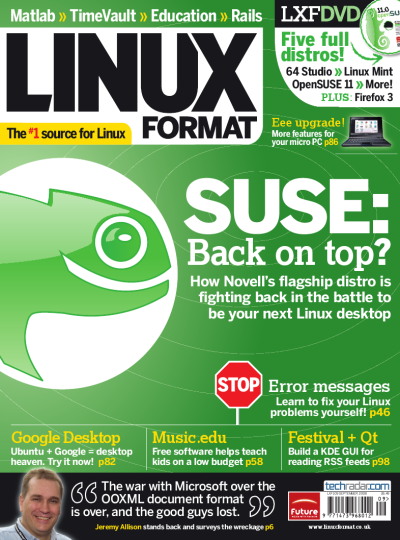 Matlab » TimeVault » Education » Rails
LXFDVD
11.0
Five full
distros!
64 Studio » Linux Mint
OpenSUSE 11 » More!
PLUS: Firefox 3
LINUX
FORMAT
The #1 source for Linux
Eee upgrade!
More features for
your micro PC p86
SUSE:
Back on top?
How Novell's flagship distro is
fighting back in the battle to
be your next Linux desktop
STOP
Error messages
Learn to fix your Linux
problems yourself! p46
Google Desktop
Ubuntu + Google = desktop
heaven. Try it now! p82
Music.edu
Free software helps teach
kids on a low budget p58
Festival + Qt
Build a KDE GUI for
reading RSS feeds p98
“The war with Microsoft over the
OOXML document format
is over, and the good guys lost.”
Jeremy Allison stands back and surveys the wreckage p6
Future
techradar.com
09
9 771473 968012
www.linuxformat.co.uk